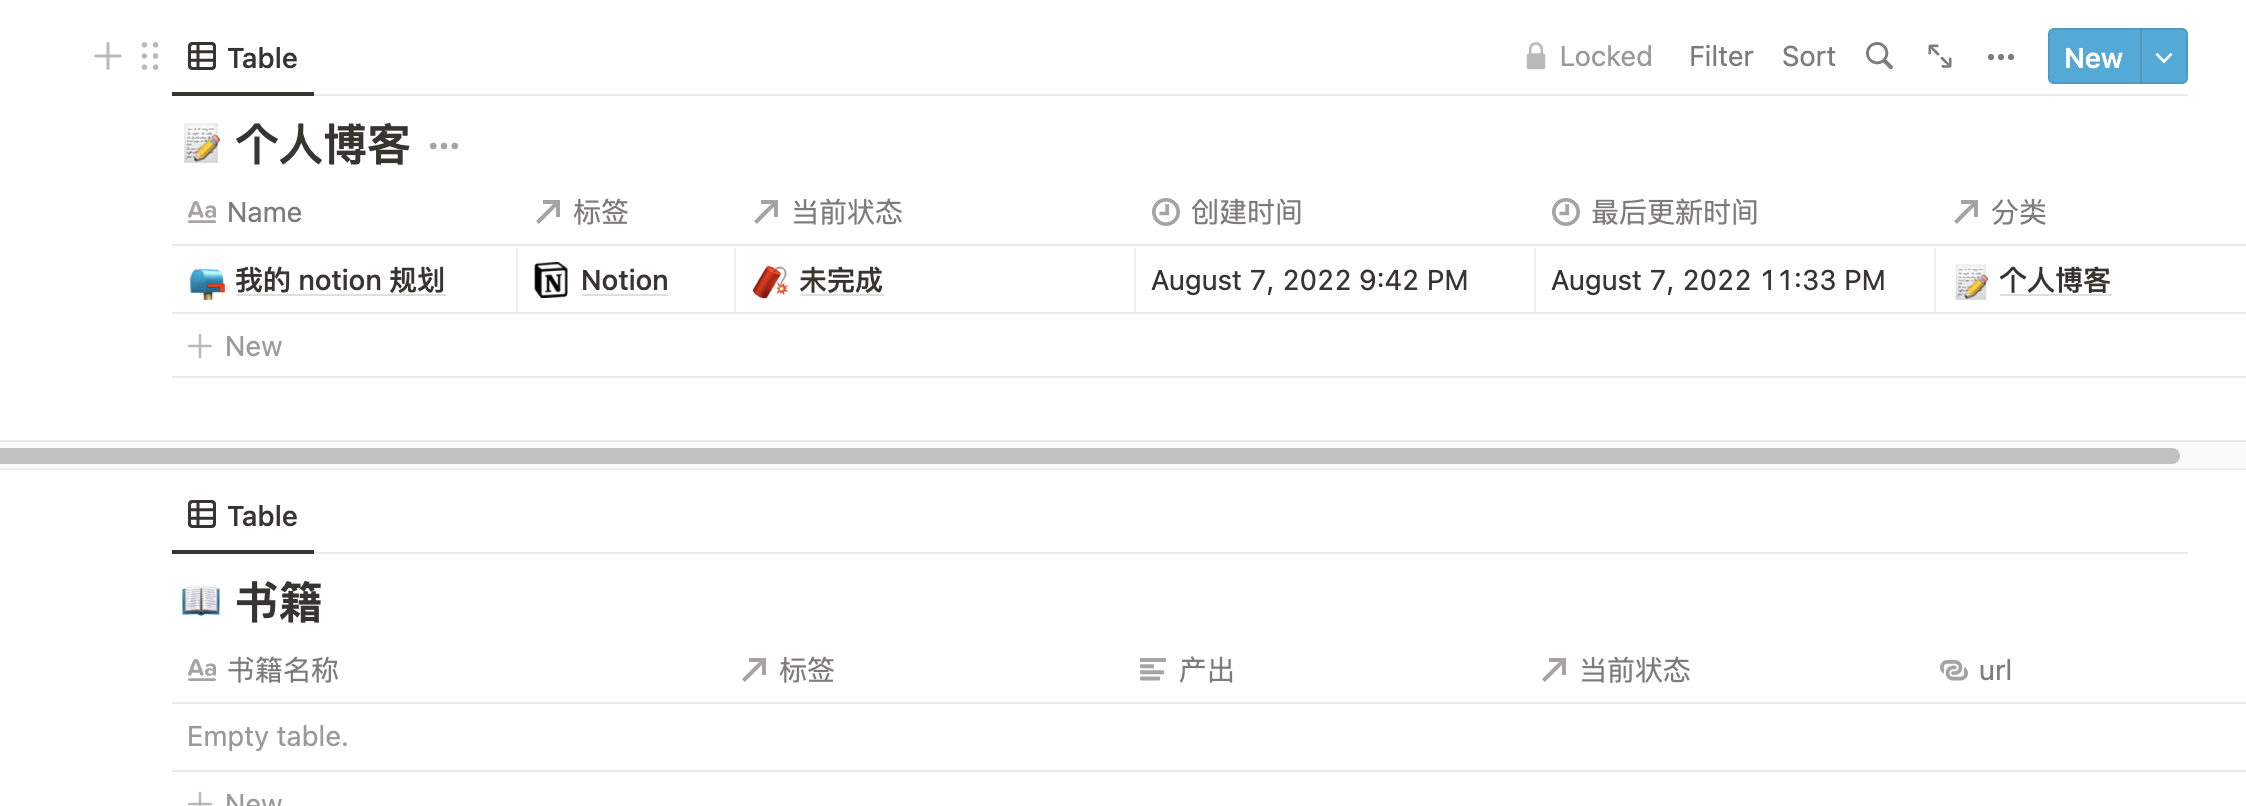 Table Locked Filter Sort New
个人博客
Aa Name 标签 当前状态 创建时间 最后更新时间 分类
我的 notion 规划 Notion 未完成 August 7, 2022 9:42 PM August 7, 2022 11:33 PM 个人博客
New
Table
书籍
Aa 书籍名称 标签 产出 当前状态 url
Empty table.
New